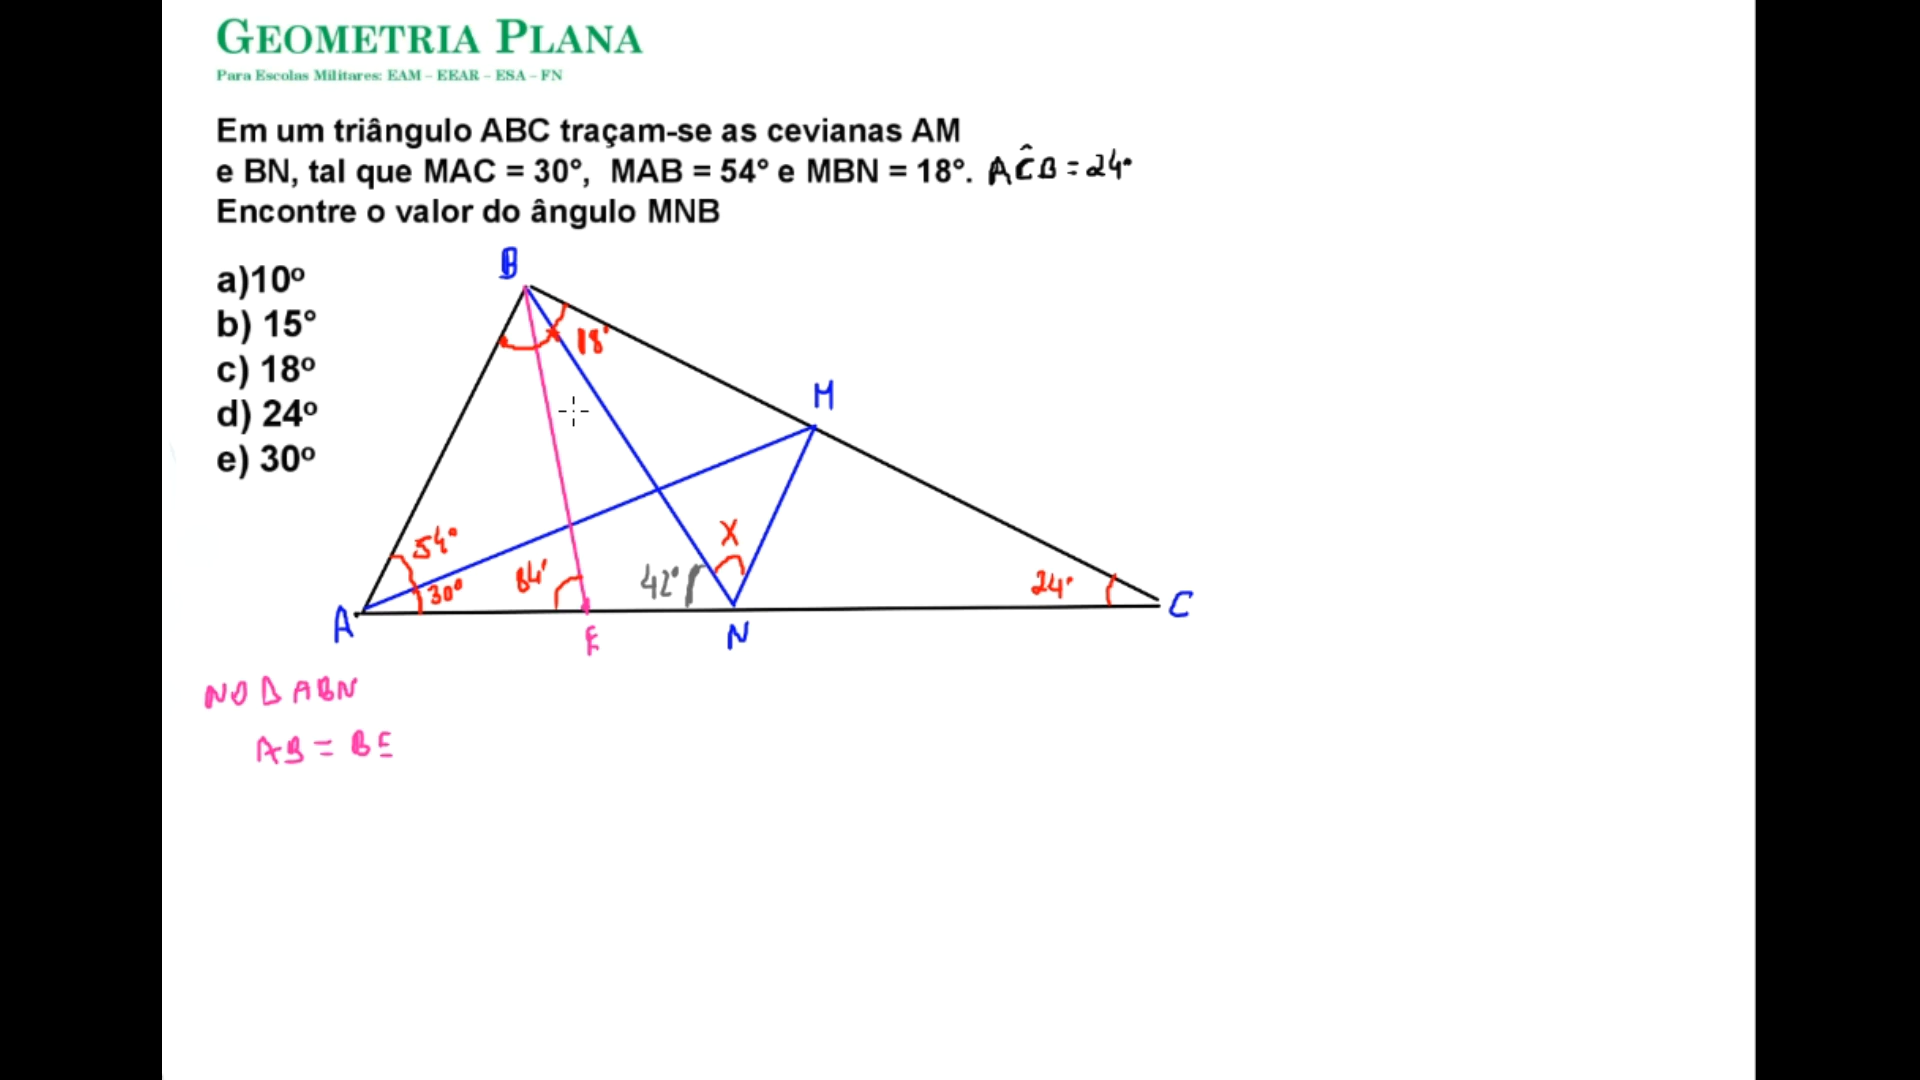 GEOMETRIA PLANA
Para Escolas Militares: EAM – EEAR – ESA – FN
Em um triângulo ABC traçam-se as cevianas AM
e BN, tal que MAC = 30°, MAB = 54° e MBN = 18°. AĈB = 24°
Encontre o valor do ângulo MNB
a)10º
b) 15°
c) 18º
d) 24º
e) 30º
B
18°
M
54°
30°
84°
42°
X
24°
A
E
N
C
NO Δ ABN
AB = BE